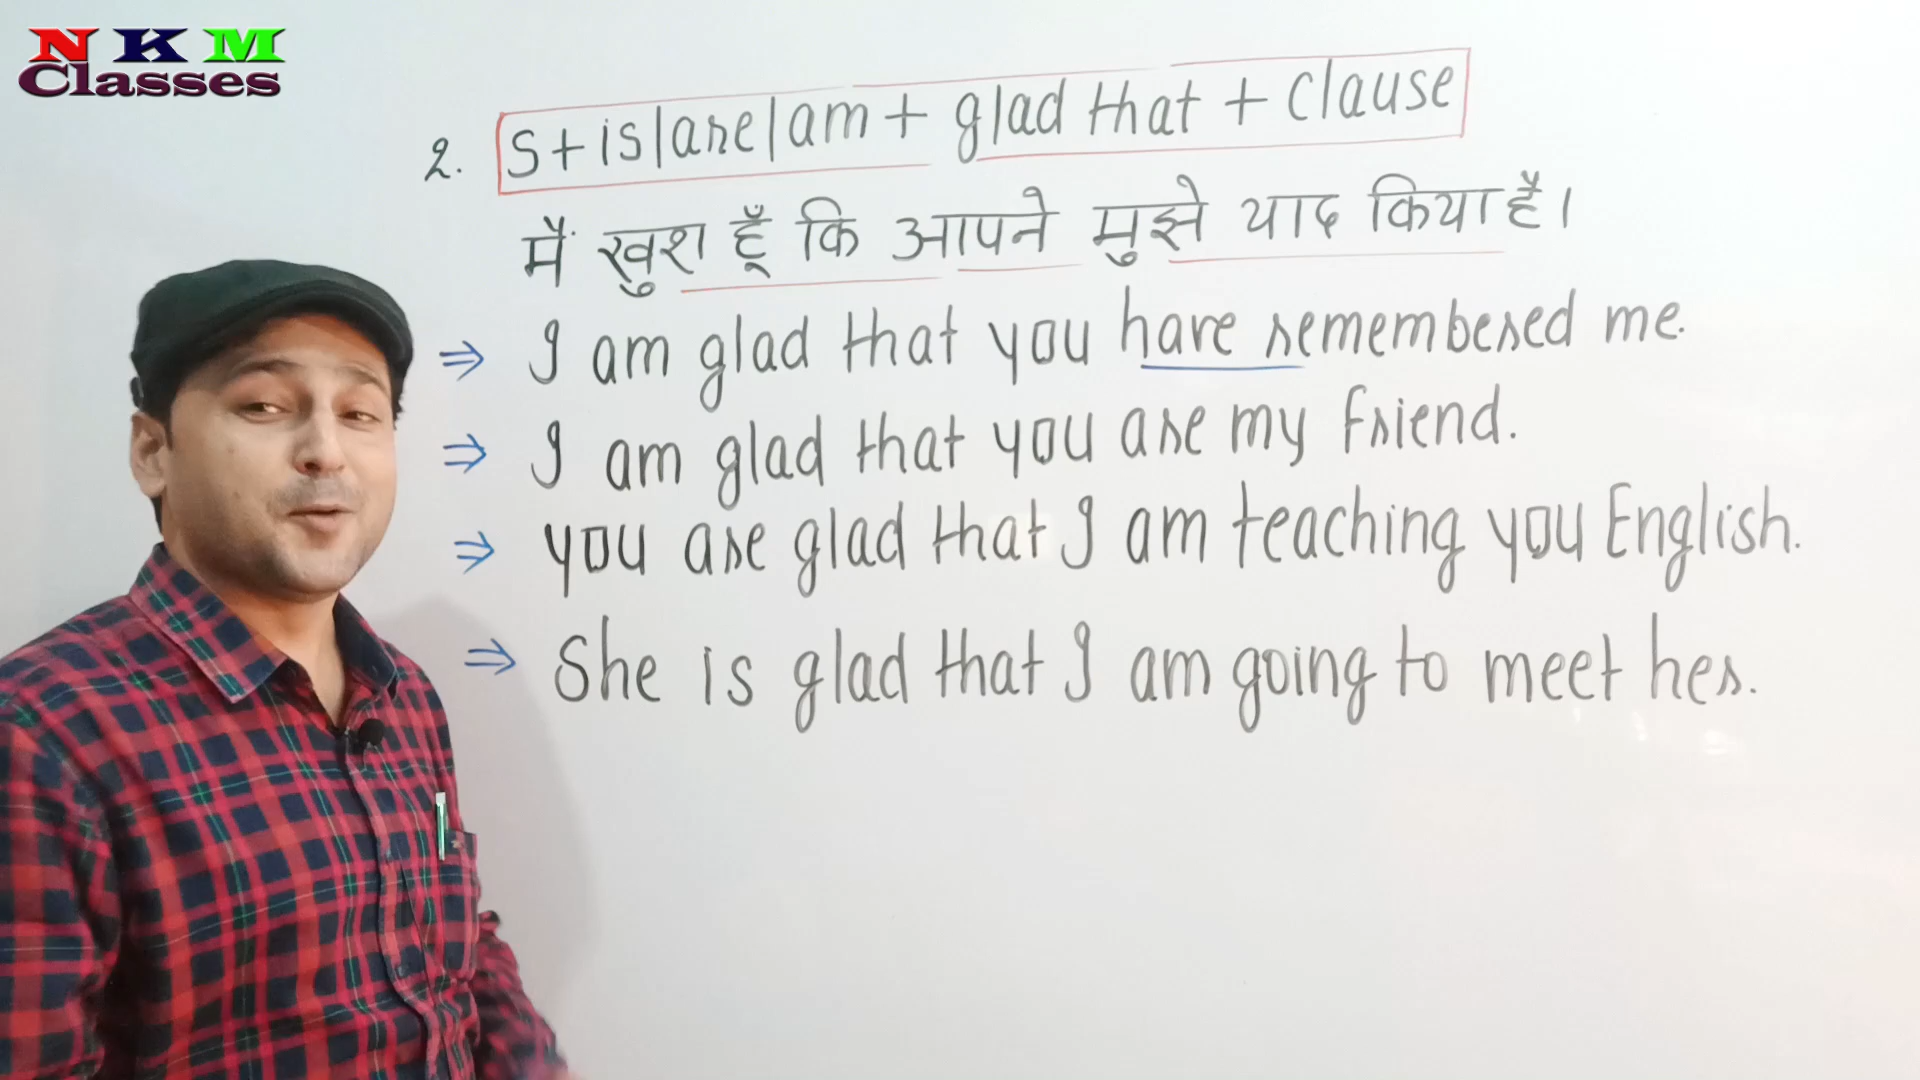 N K M
Classes
2. S+is/are/am + glad that + clause
मैं खुश हूँ कि आपने मुझे याद किया है।
⇒ I am glad that you have remembered me.
⇒ I am glad that you are my friend.
⇒ you are glad that I am teaching you English.
⇒ She is glad that I am going to meet her.